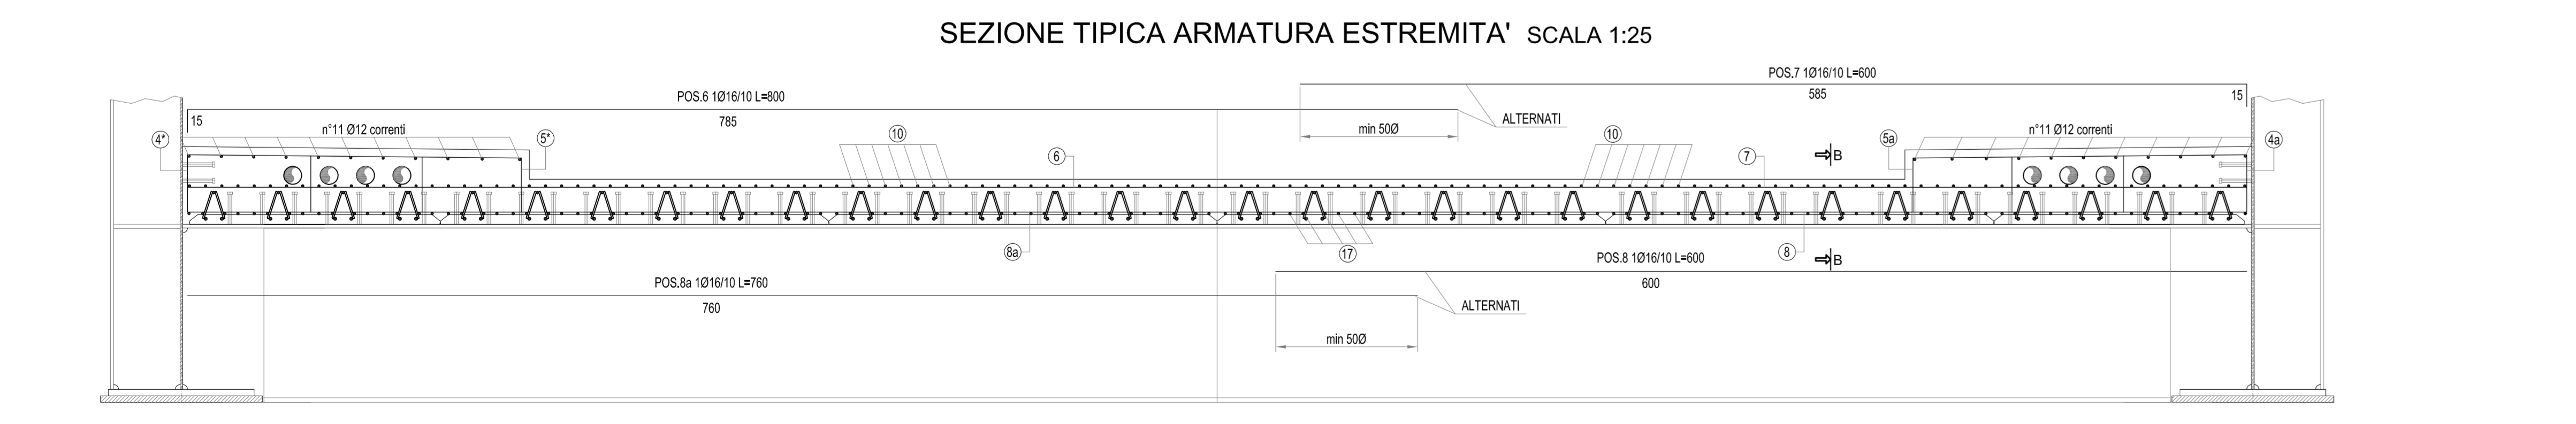 SEZIONE TIPICA ARMATURA ESTREMITA' SCALA 1:25
POS.7 1Ø16/10 L=600
585
15
POS.6 1Ø16/10 L=800
785
15
ALTERNATI
min 50Ø
n°11 Ø12 correnti
n°11 Ø12 correnti
4*
5*
10
6
10
7
B
5a
4a
8a
17
8
B
POS.8 1Ø16/10 L=600
600
POS.8a 1Ø16/10 L=760
760
ALTERNATI
min 50Ø